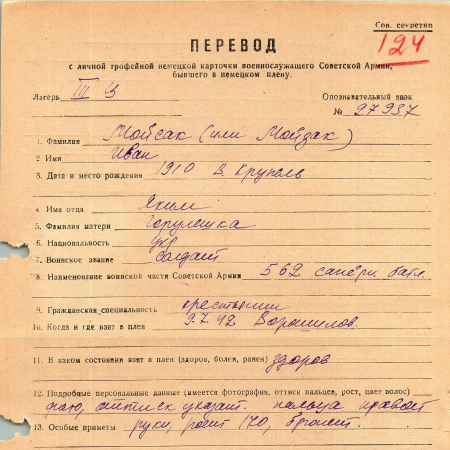 Сов. секретно
124
ПЕРЕВОД
с личной трофейной немецкой карточки военнослужащего Советской Армии,
бывшего в немецком плену.
Лагерь III В
Опознавательный знак
№ 27937
1. Фамилия Мойсак (или Мойзак)
2 Имя Иван
3. Дата и место рождения 1910 В. Крупель
4. Имя отца Яким
5. Фамилия матери
6. Национальность укр
7. Воинское звание солдат
8. Наименование воинской части Советской Армии 562 сапёрн. бат.
9. Гражданская специальность крестьянин
10. Когда и где взят в плен 9.7.42 Ворошилов.
11. В каком состоянии взят в плен (здоров, болен, ранен) здоров
12. Подробные персональные данные (имеется фотография, оттиск пальцев, рост, цвет волос)
фото, оттиск указат. пальца правой
13. Особые приметы руки, рост 170,